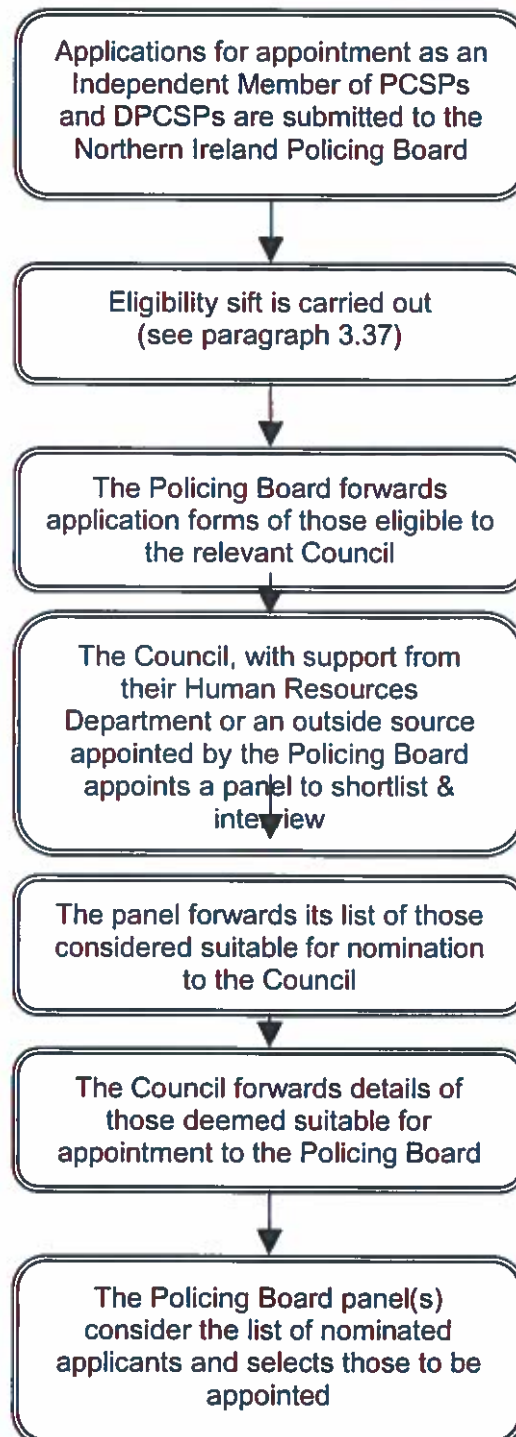 Applications for appointment as an
Independent Member of PCSPs
and DPCSPs are submitted to the
Northern Ireland Policing Board
Eligibility sift is carried out
(see paragraph 3.37)
The Policing Board forwards
application forms of those eligible to
the relevant Council
The Council, with support from
their Human Resources
Department or an outside source
appointed by the Policing Board
appoints a panel to shortlist &
interview
The panel forwards its list of those
considered suitable for nomination
to the Council
The Council forwards details of
those deemed suitable for
appointment to the Policing Board
The Policing Board panel(s)
consider the list of nominated
applicants and selects those to be
appointed